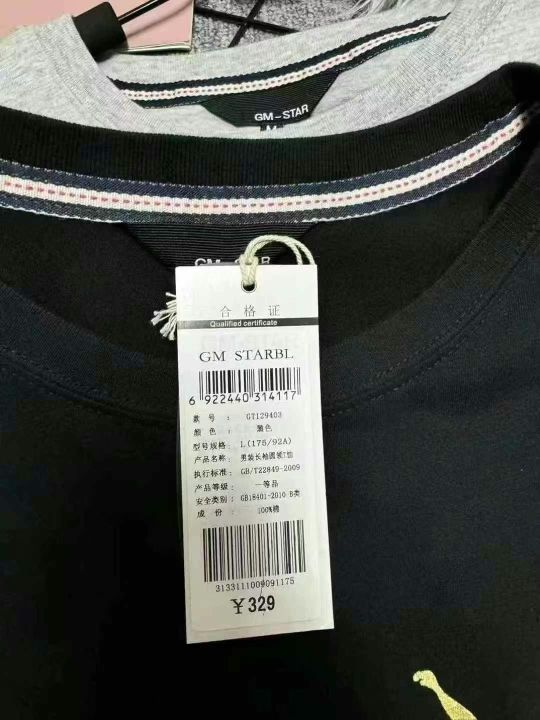 GM-STAR
M
GM-STAR
合格证
Qualified certificate
GM STARBL
6 922440 314117
款 号: GT129403
颜 色: 黑色
型号规格: L(175/92A)
产品名称: 男装长袖圆领T恤
执行标准: GB/T22849-2009
产品等级: 一等品
安全类别: GB18401-2010 B类
成 份: 100%棉
3133111009091175
¥329